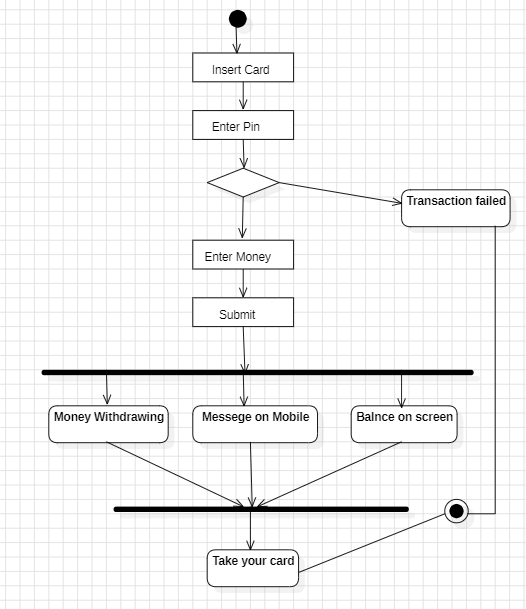 Insert Card
Enter Pin
Transaction failed
Enter Money
Submit
Money Withdrawing
Messege on Mobile
Balnce on screen
Take your card